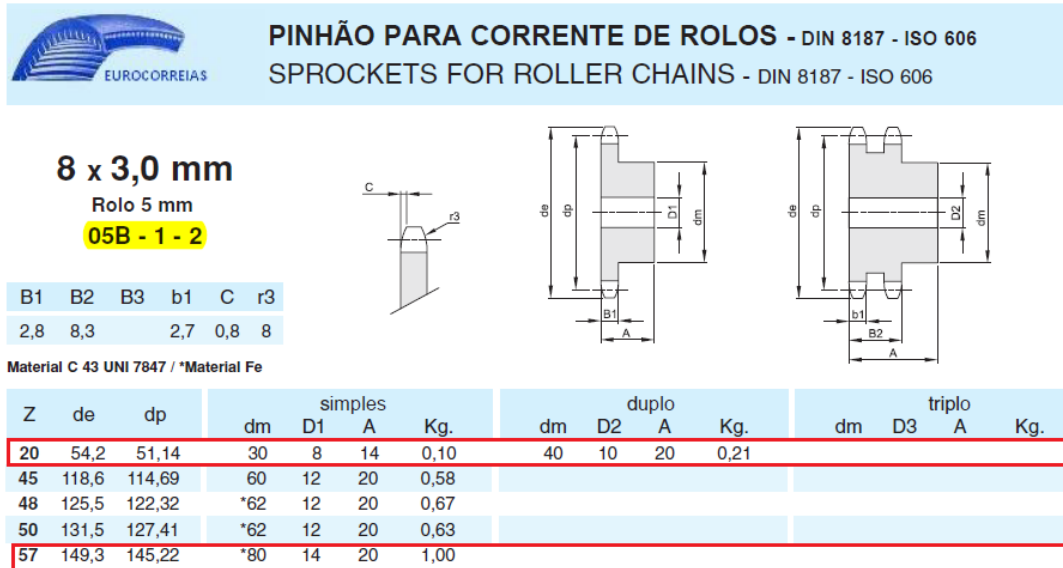 EUROCORREIAS
PINHÃO PARA CORRENTE DE ROLOS - DIN 8187 - ISO 606
SPROCKETS FOR ROLLER CHAINS - DIN 8187 - ISO 606
8 x 3,0 mm
Rolo 5 mm
05B - 1 - 2
C
r3
de
dp
D1
dm
B1
A
de
dp
D2
dm
b1
B2
A
B1 B2 B3 b1 C r3
2,8 8,3 2,7 0,8 8
Material C 43 UNI 7847 / *Material Fe
simples duplo triplo
Z de dp dm D1 A Kg. dm D2 A Kg. dm D3 A Kg.
20 54,2 51,14 30 8 14 0,10 40 10 20 0,21
45 118,6 114,69 60 12 20 0,58
48 125,5 122,32 *62 12 20 0,67
50 131,5 127,41 *62 12 20 0,63
57 149,3 145,22 *80 14 20 1,00